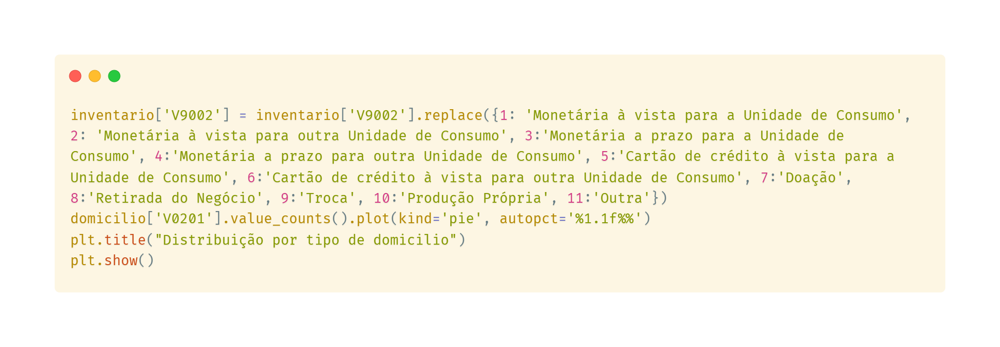 inventario['V9002'] = inventario['V9002'].replace({1: 'Monetária à vista para a Unidade de Consumo',
2: 'Monetária à vista para outra Unidade de Consumo', 3:'Monetária a prazo para a Unidade de
Consumo', 4:'Monetária a prazo para outra Unidade de Consumo', 5:'Cartão de crédito à vista para a
Unidade de Consumo', 6:'Cartão de crédito à vista para outra Unidade de Consumo', 7:'Doação',
8:'Retirada do Negócio', 9:'Troca', 10:'Produção Própria', 11:'Outra'})
domicilio['V0201'].value_counts().plot(kind='pie', autopct='%1.1f%%')
plt.title("Distribuição por tipo de domicilio")
plt.show()